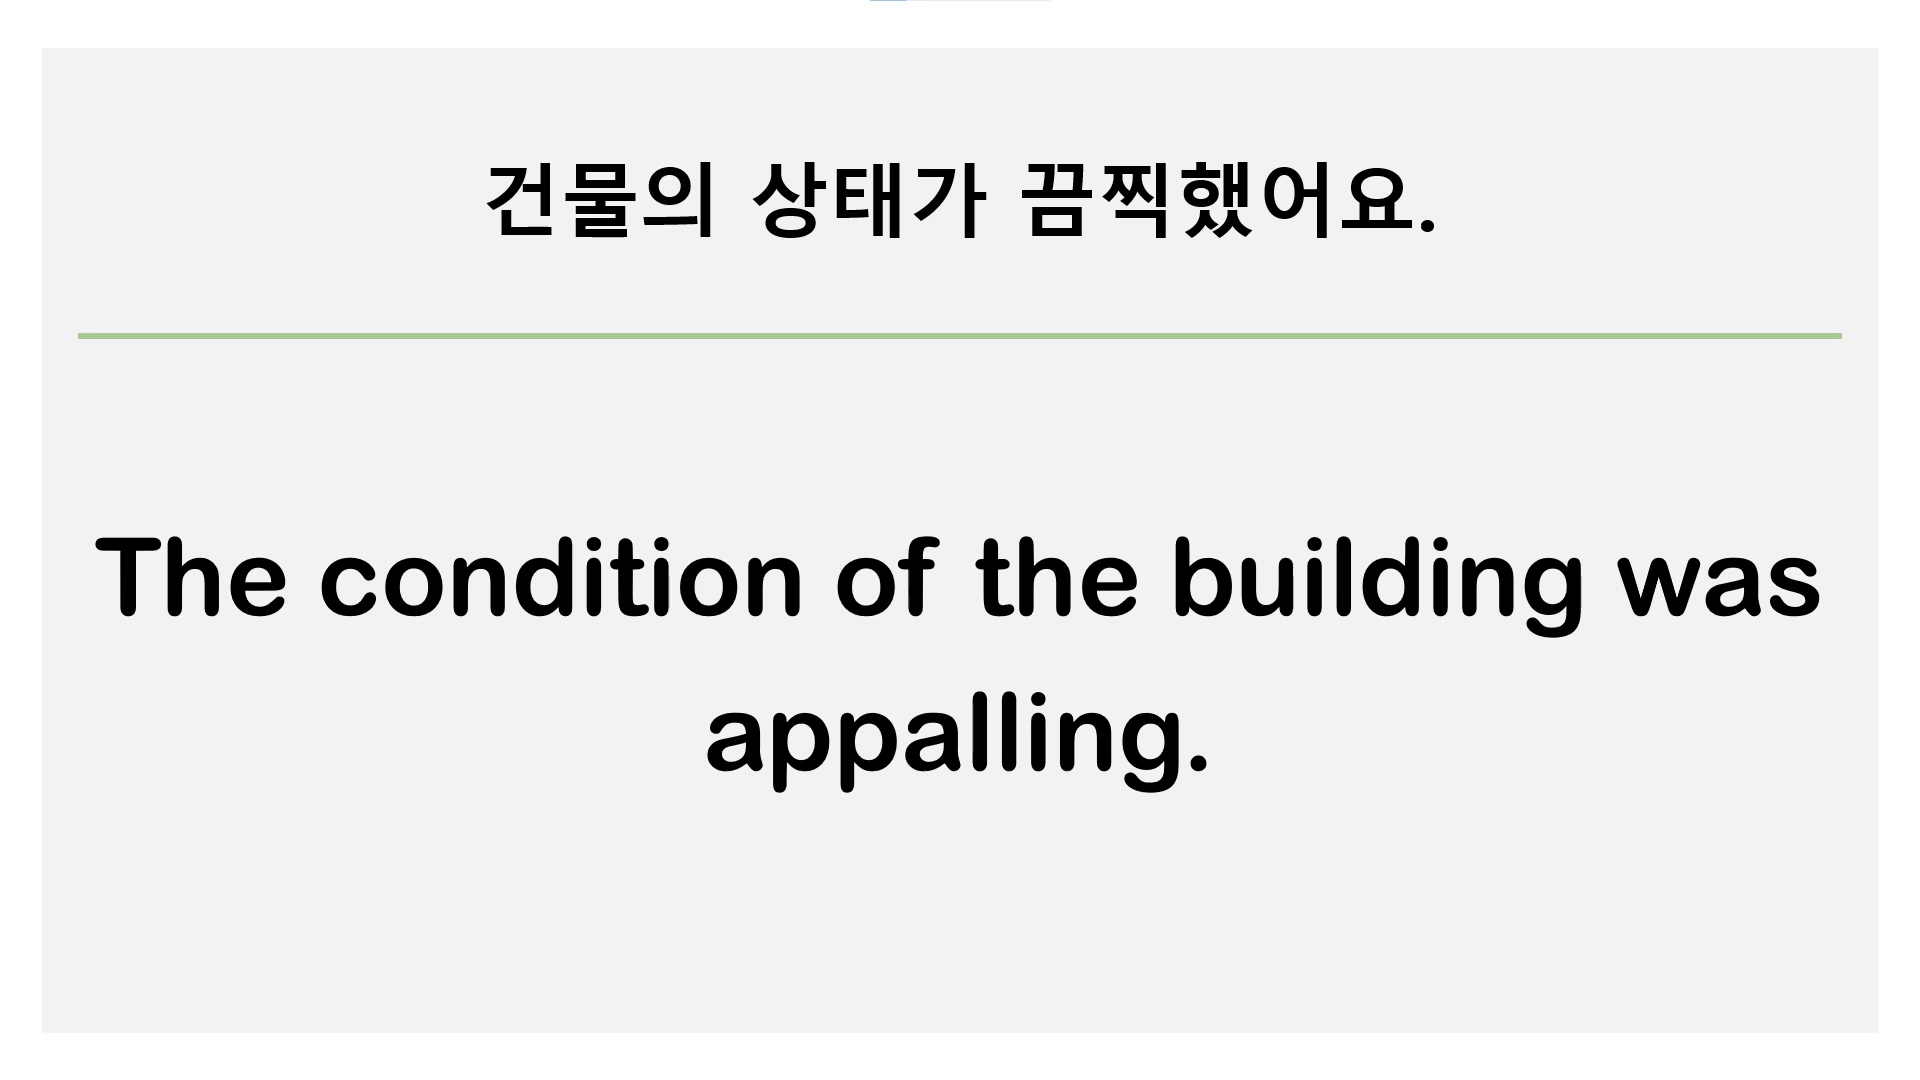 건물의 상태가 끔찍했어요.
The condition of the building was
appalling.